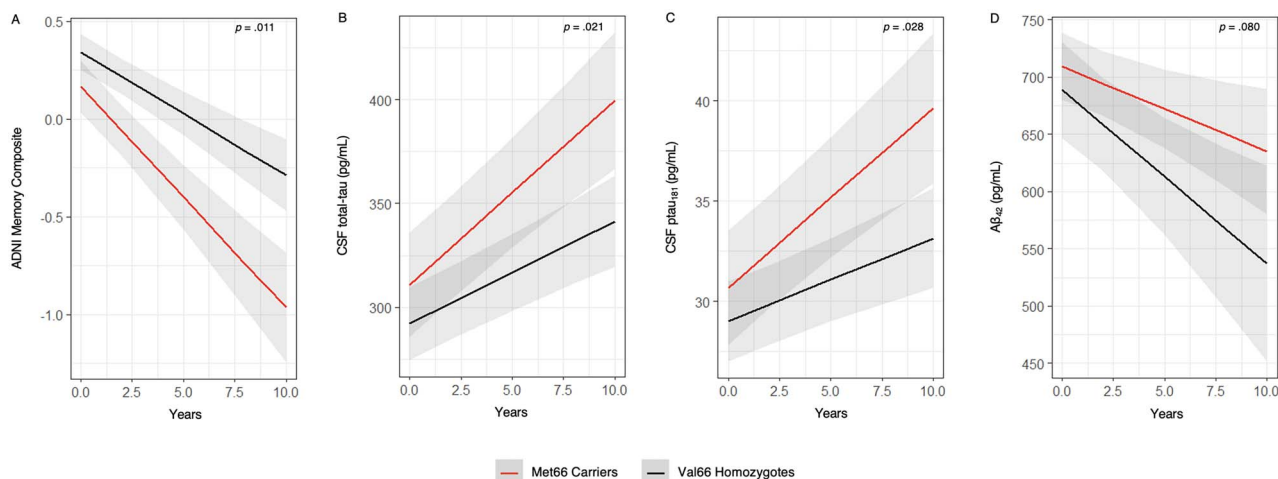 A
p = .011
0.5
0.0
-0.5
-1.0
ADNI Memory Composite
0.0 2.5 5.0 7.5 10.0
Years
B
p = .021
400
350
300
CSF total-tau (pg/mL)
0.0 2.5 5.0 7.5 10.0
Years
C
p = .028
40
35
30
CSF ptau₁₈₁ (pg/mL)
0.0 2.5 5.0 7.5 10.0
Years
D
p = .080
750
700
650
600
550
500
450
Aβ₄₂ (pg/mL)
0.0 2.5 5.0 7.5 10.0
Years
Met66 Carriers Val66 Homozygotes